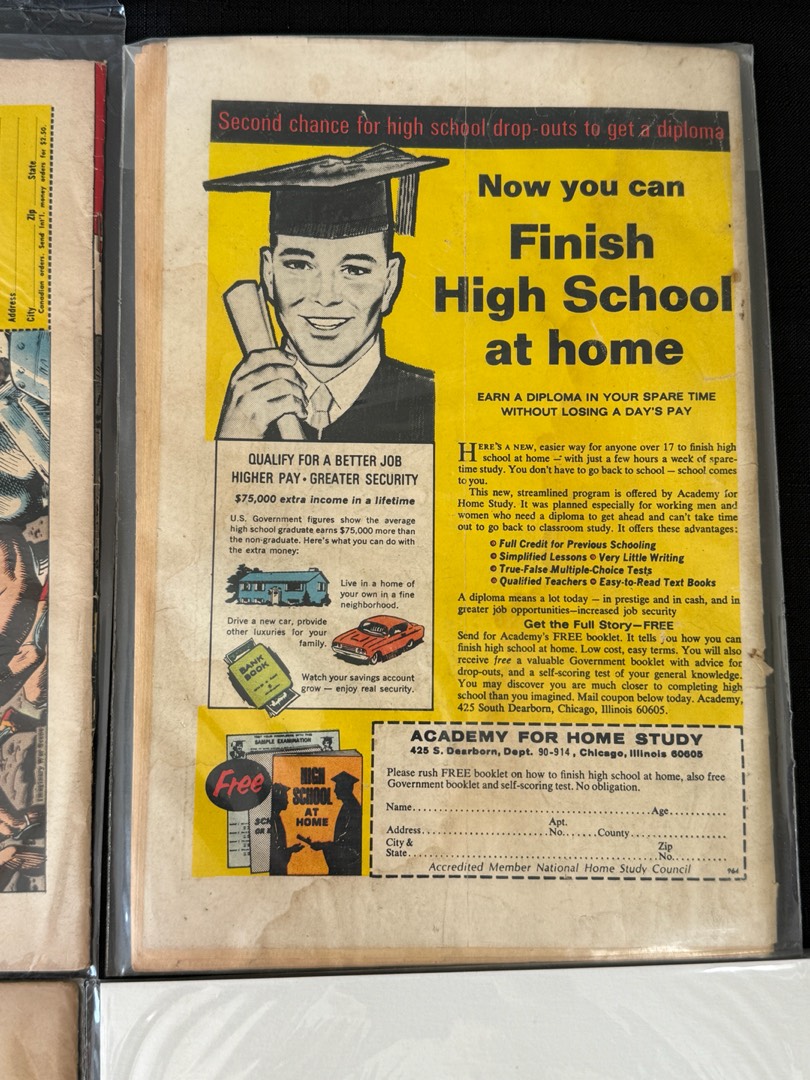 Address
City Zip State
Canadian orders. Send Int'l. money orders for $2.50.
Second chance for high school drop-outs to get a diploma
Now you can
Finish
High School
at home
EARN A DIPLOMA IN YOUR SPARE TIME
WITHOUT LOSING A DAY'S PAY
QUALIFY FOR A BETTER JOB
HIGHER PAY • GREATER SECURITY
$75,000 extra income in a lifetime
U.S. Government figures show the average
high school graduate earns $75,000 more than
the non-graduate. Here's what you can do with
the extra money:
Live in a home of
your own in a fine
neighborhood.
Drive a new car, provide
other luxuries for your
family.
BANK
BOOK
Watch your savings account
grow — enjoy real security.
HERE'S A NEW, easier way for anyone over 17 to finish high
school at home — with just a few hours a week of spare-
time study. You don't have to go back to school — school comes
to you.
This new, streamlined program is offered by Academy for
Home Study. It was planned especially for working men and
women who need a diploma to get ahead and can't take time
out to go back to classroom study. It offers these advantages:
• Full Credit for Previous Schooling
• Simplified Lessons • Very Little Writing
• True-False Multiple-Choice Tests
• Qualified Teachers • Easy-to-Read Text Books
A diploma means a lot today — in prestige and in cash, and in
greater job opportunities—increased job security
Get the Full Story—FREE
Send for Academy's FREE booklet. It tells you how you can
finish high school at home. Low cost, easy terms. You will also
receive free a valuable Government booklet with advice for
drop-outs, and a self-scoring test of your general knowledge.
You may discover you are much closer to completing high
school than you imagined. Mail coupon below today. Academy,
425 South Dearborn, Chicago, Illinois 60605.
SAMPLE EXAMINATION
Free
HIGH
SCHOOL
AT
HOME
ACADEMY FOR HOME STUDY
425 S. Dearborn, Dept. 90-914, Chicago, Illinois 60605
Please rush FREE booklet on how to finish high school at home, also free
Government booklet and self-scoring test. No obligation.
Name Age
Apt.
Address No. County
City & Zip
State No.
Accredited Member National Home Study Council 964